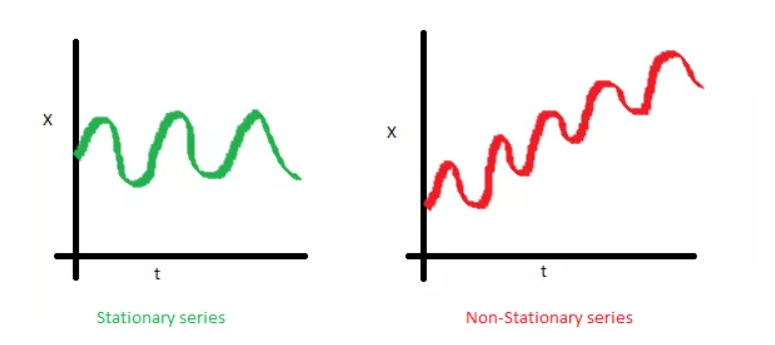 X
t
Stationary series
X
t
Non-Stationary series